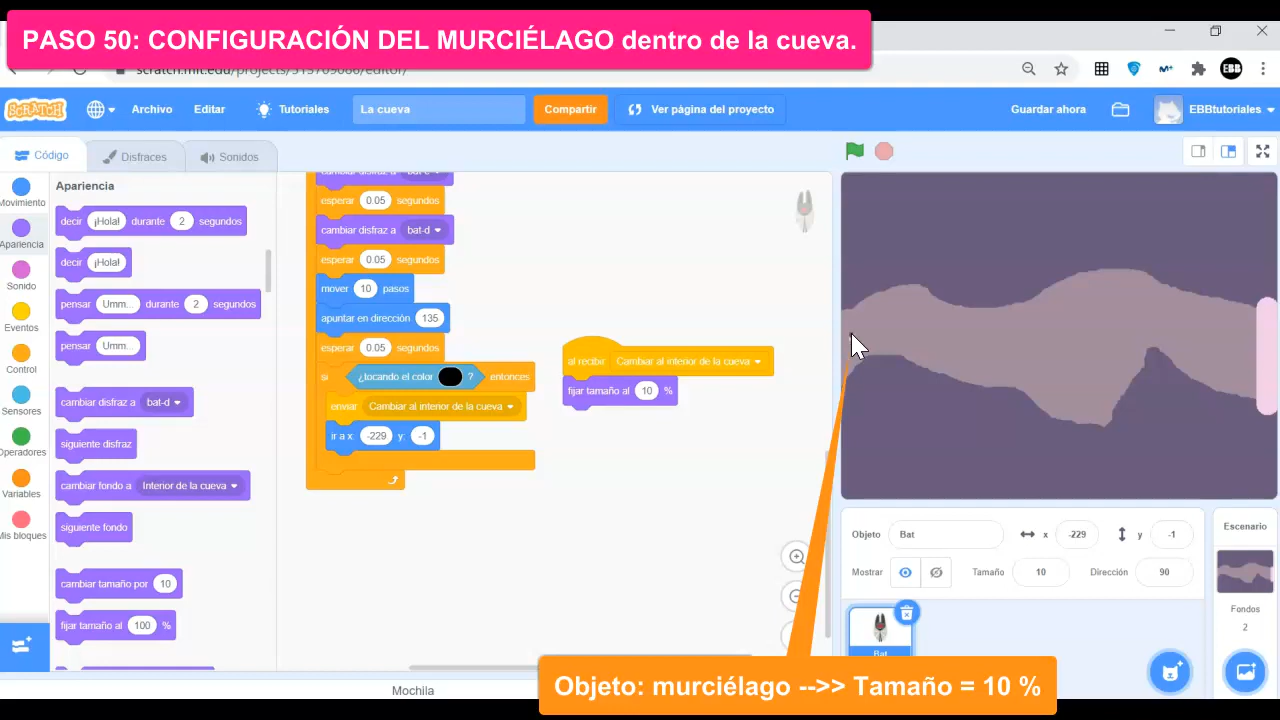 PASO 50: CONFIGURACIÓN DEL MURCIÉLAGO dentro de la cueva.
scratch.mit.edu/projects/515709066/editor/
EBB
SCRATCH
Archivo
Editar
Tutoriales
La cueva
Compartir
Ver página del proyecto
Guardar ahora
EBBtutoriales
Código
Disfraces
Sonidos
Movimiento
Apariencia
Sonido
Eventos
Control
Sensores
Operadores
Variables
Mis bloques
Apariencia
decir ¡Hola! durante 2 segundos
decir ¡Hola!
pensar Umm... durante 2 segundos
pensar Umm...
cambiar disfraz a bat-d
siguiente disfraz
cambiar fondo a Interior de la cueva
siguiente fondo
cambiar tamaño por 10
fijar tamaño al 100 %
cambiar disfraz a
esperar 0.05 segundos
cambiar disfraz a bat-d
esperar 0.05 segundos
mover 10 pasos
apuntar en dirección 135
esperar 0.05 segundos
si ¿tocando el color ? entonces
enviar Cambiar al interior de la cueva
ir a x: -229 y: -1
al recibir Cambiar al interior de la cueva
fijar tamaño al 10 %
Objeto Bat x -229 y -1
Mostrar Tamaño 10 Dirección 90
Bat
Escenario
Fondos
2
Mochila
Objeto: murciélago -->> Tamaño = 10 %